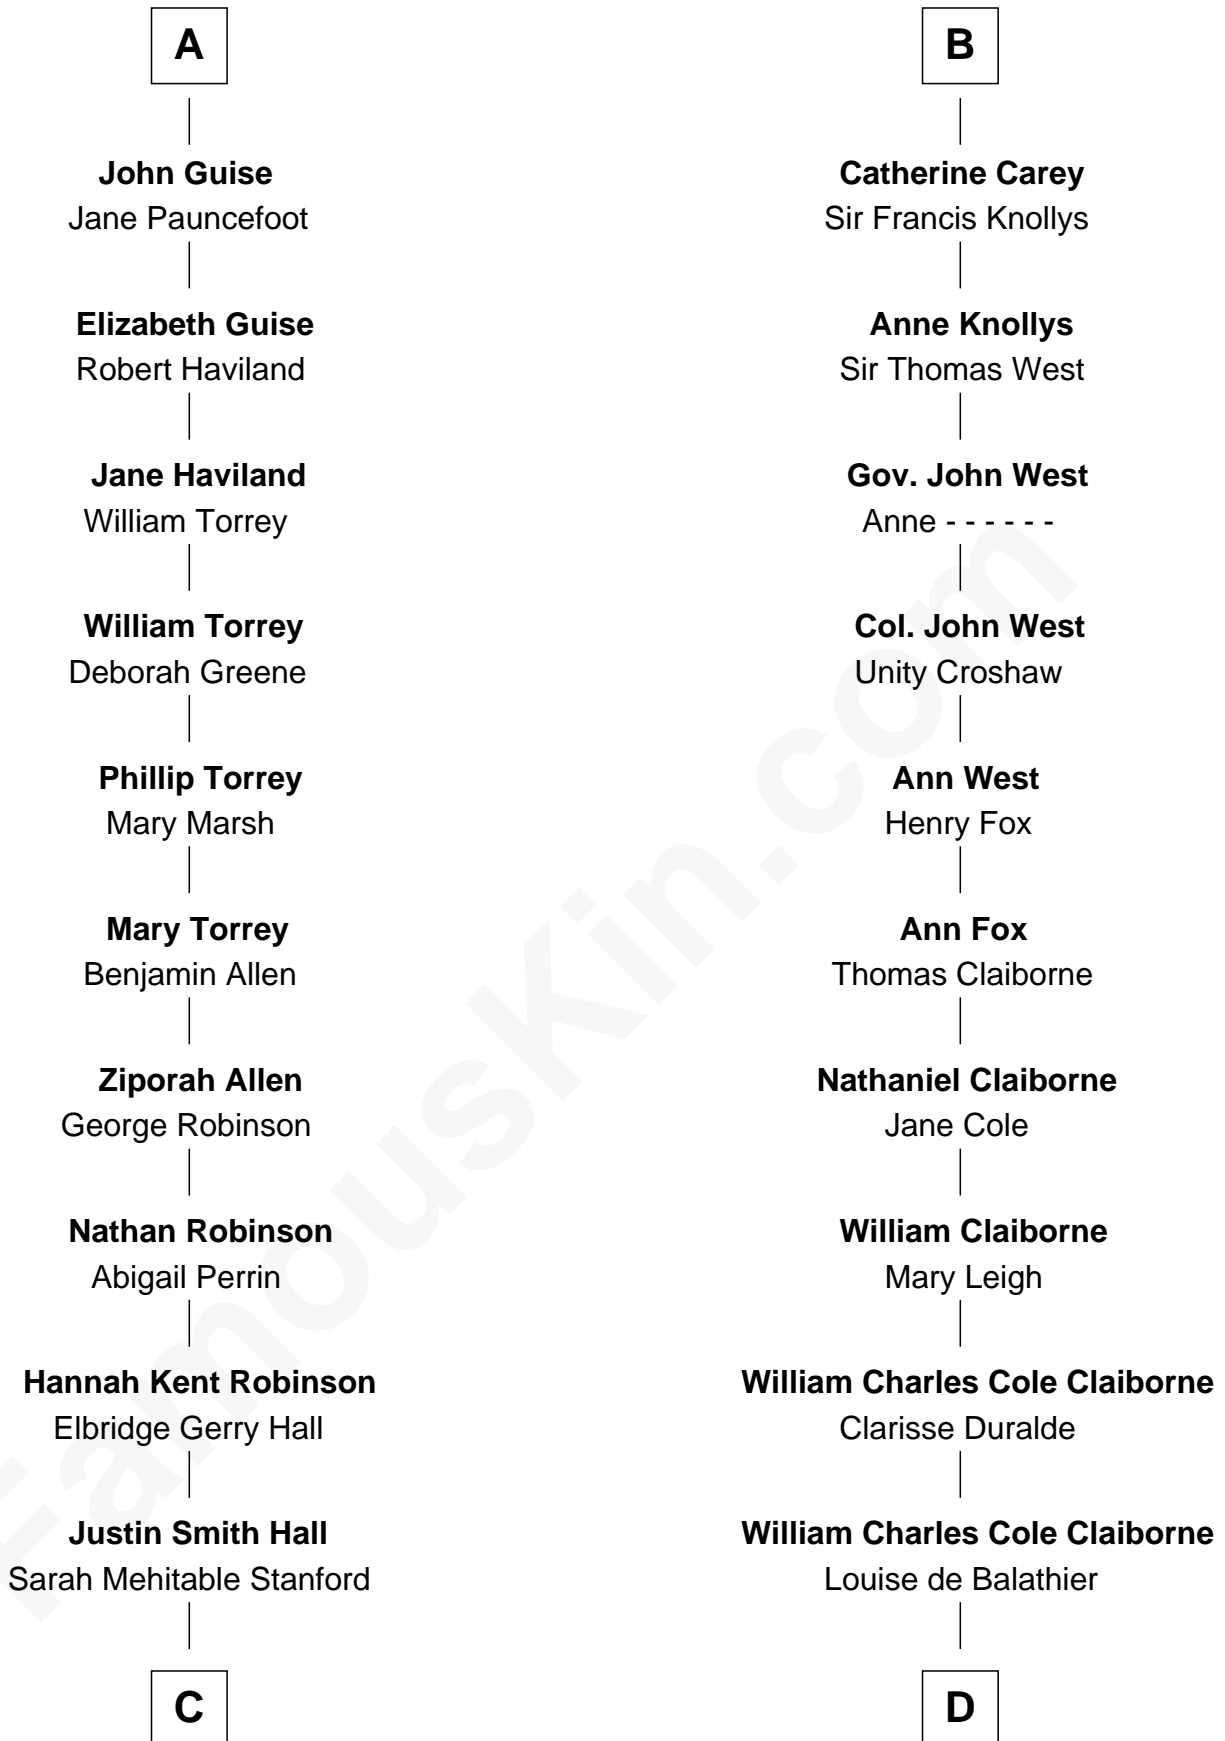 A
John Guise
Jane Pauncefoot
Elizabeth Guise
Robert Haviland
Jane Haviland
William Torrey
William Torrey
Deborah Greene
Phillip Torrey
Mary Marsh
Mary Torrey
Benjamin Allen
Ziporah Allen
George Robinson
Nathan Robinson
Abigail Perrin
Hannah Kent Robinson
Elbridge Gerry Hall
Justin Smith Hall
Sarah Mehitable Stanford
C
B
Catherine Carey
Sir Francis Knollys
Anne Knollys
Sir Thomas West
Gov. John West
Anne - - - - - -
Col. John West
Unity Croshaw
Ann West
Henry Fox
Ann Fox
Thomas Claiborne
Nathaniel Claiborne
Jane Cole
William Claiborne
Mary Leigh
William Charles Cole Claiborne
Clarisse Duralde
William Charles Cole Claiborne
Louise de Balathier
D
FamousKin.com